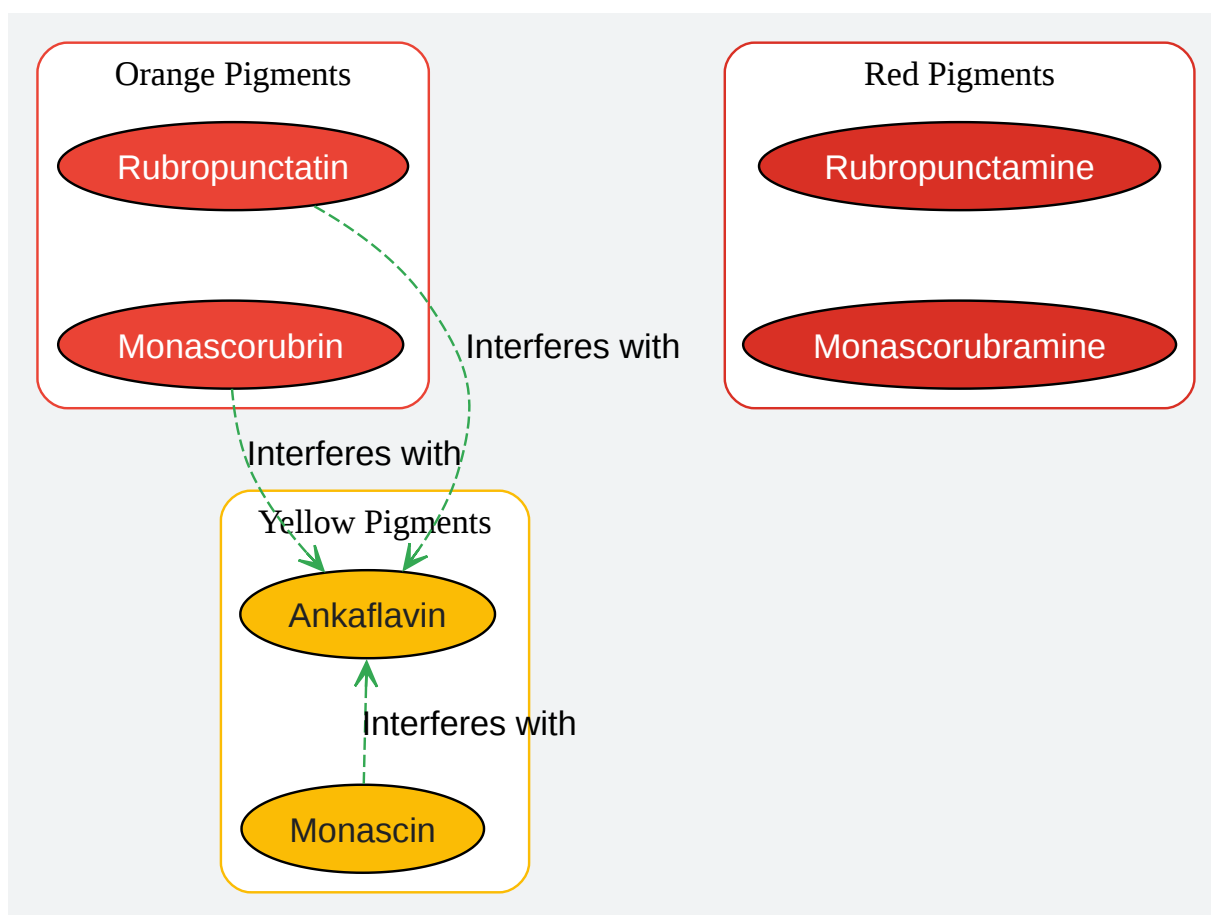 Orange Pigments
Rubropunctatin
Monascorubrin
Red Pigments
Rubropunctamine
Monascorubramine
Interferes with
Interferes with
Yellow Pigments
Ankaflavin
Interferes with
Monascin